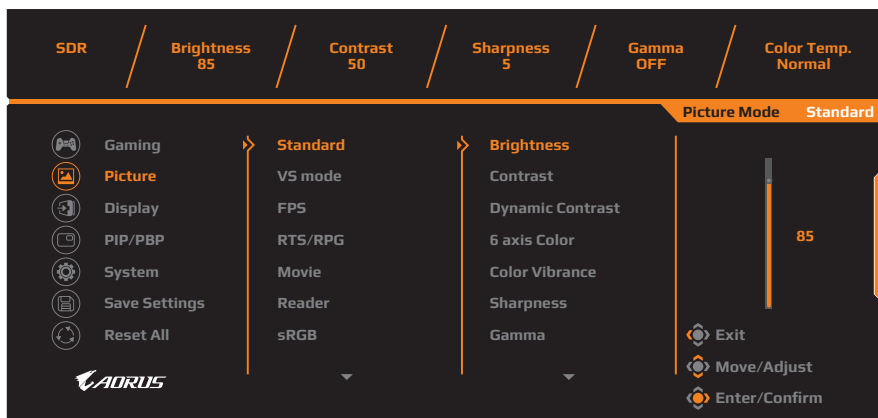 SDR
Brightness
85
Contrast
50
Sharpness
5
Gamma
OFF
Color Temp.
Normal
Picture Mode Standard
Gaming
Picture
Display
PIP/PBP
System
Save Settings
Reset All
Standard
VS mode
FPS
RTS/RPG
Movie
Reader
sRGB
Brightness
Contrast
Dynamic Contrast
6 axis Color
Color Vibrance
Sharpness
Gamma
85
Exit
Move/Adjust
Enter/Confirm
AORUS